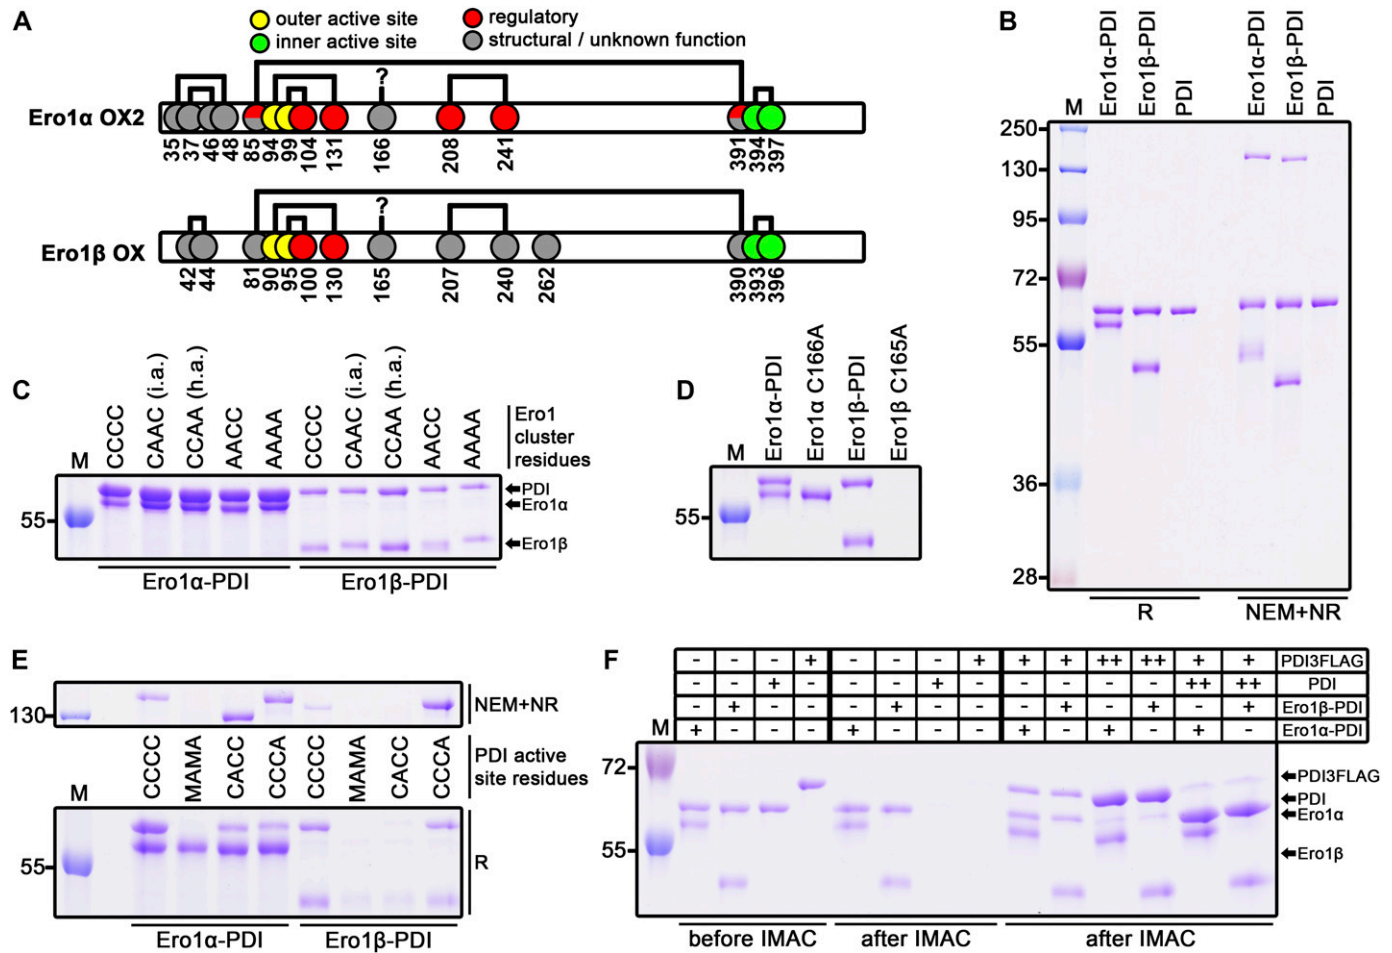 A
outer active site
inner active site
regulatory
structural / unknown function
?
Ero1α OX2
35 37 46 48 85 94 99 104 131 166 208 241 391 394 397
?
Ero1β OX
42 44 81 90 95 100 130 165 207 240 262 390 393 396
B
M Ero1α-PDI Ero1β-PDI PDI Ero1α-PDI Ero1β-PDI PDI
250
130
95
72
55
36
28
R NEM+NR
C
M CCCC CAAC (i.a.) CCAA (h.a.) AACC AAAA CCCC CAAC (i.a.) CCAA (h.a.) AACC AAAA
Ero1
cluster
residues
PDI
Ero1α
55
Ero1β
Ero1α-PDI Ero1β-PDI
D
M Ero1α-PDI Ero1α C166A Ero1β-PDI Ero1β C165A
55
E
130
NEM+NR
M CCCC MAMA CACC CCCA CCCC MAMA CACC CCCA
PDI active
site residues
55
R
Ero1α-PDI Ero1β-PDI
F
- - - + - - - + + + ++ ++ + + PDI3FLAG
- - + - - - + - - - - - ++ ++ PDI
- + - - - + - - - + - + - + Ero1β-PDI
+ - - - + - - - + - + - + - Ero1α-PDI
M
72
PDI3FLAG
PDI
Ero1α
55
Ero1β
before IMAC after IMAC after IMAC